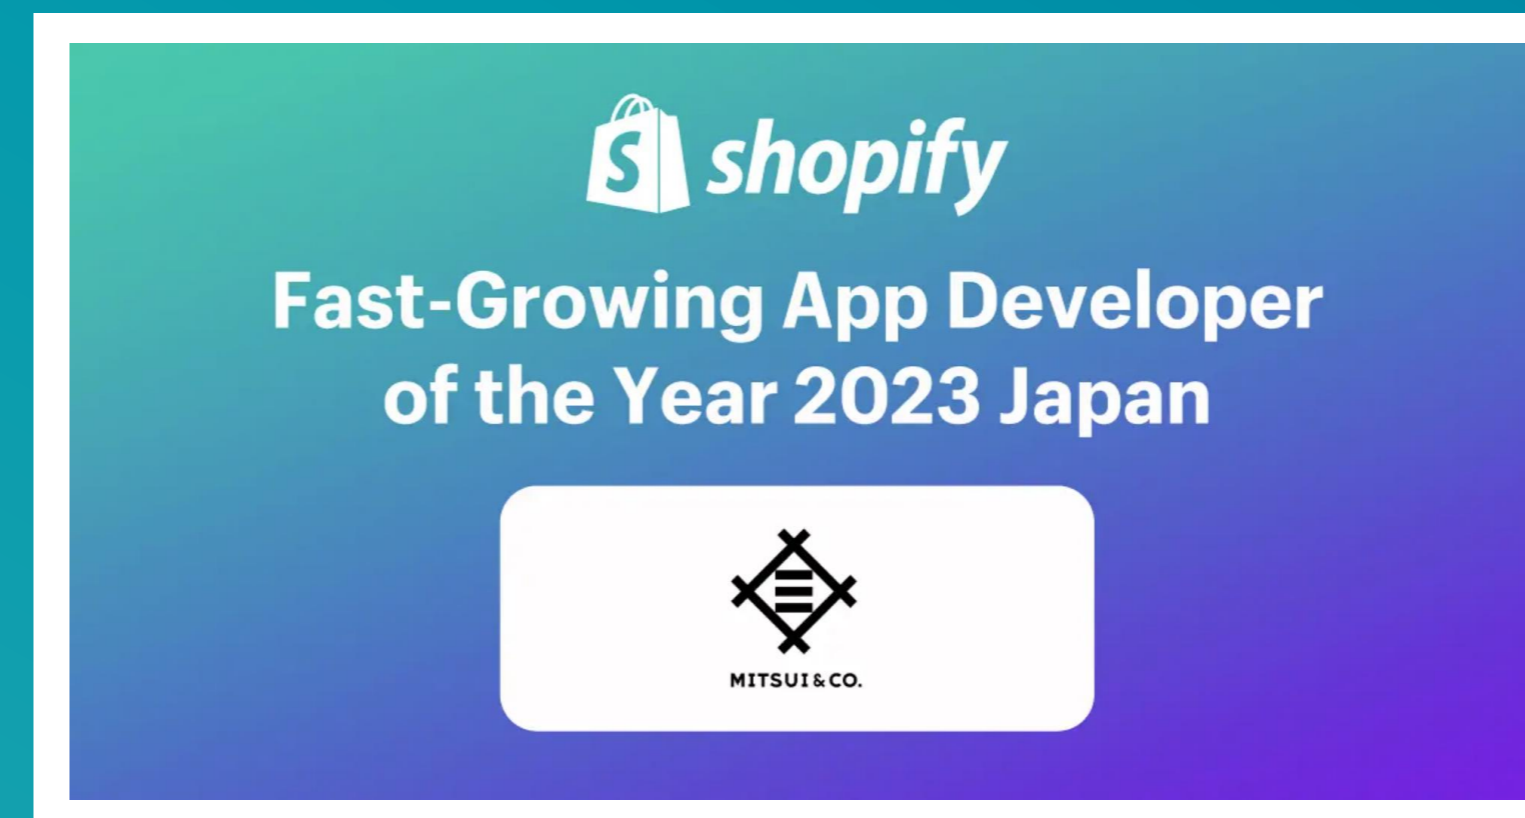 shopify
Fast-Growing App Developer
of the Year 2023 Japan
MITSUI & CO.